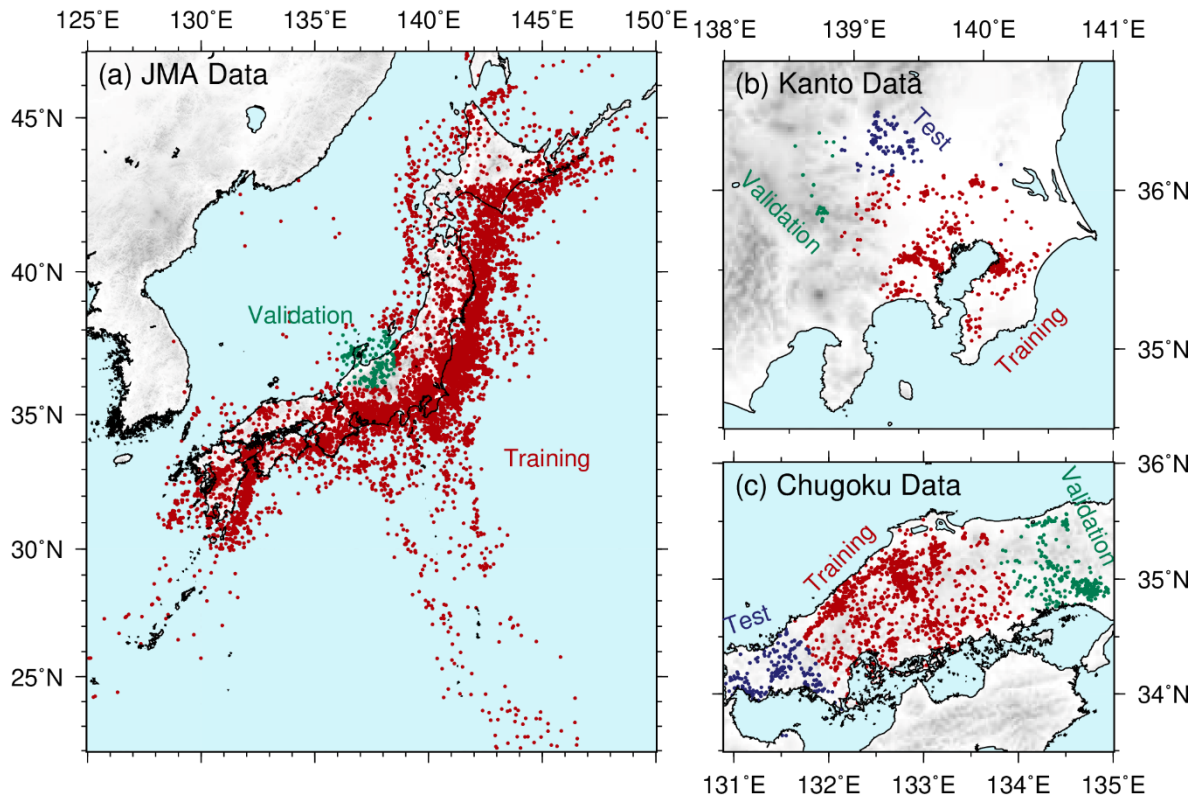 125°E 130°E 135°E 140°E 145°E 150°E
(a) JMA Data
45°N
40°N
35°N
30°N
25°N
Validation
Training
138°E 139°E 140°E 141°E
(b) Kanto Data
Test
Validation
Training
36°N
35°N
(c) Chugoku Data
Training
Validation
Test
36°N
35°N
34°N
131°E 132°E 133°E 134°E 135°E